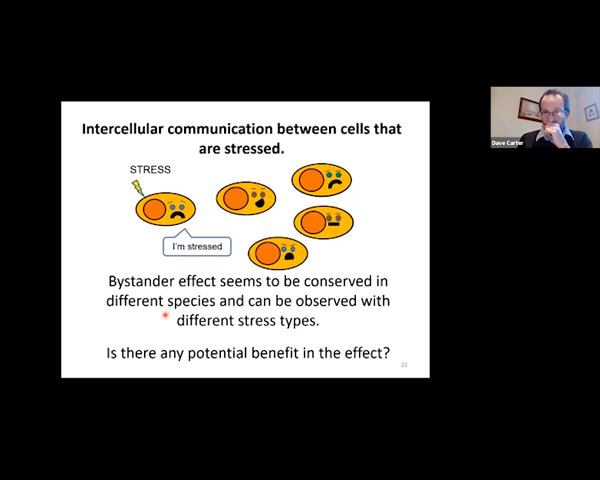 Intercellular communication between cells that
are stressed.
STRESS
I'm stressed
Bystander effect seems to be conserved in
different species and can be observed with
different stress types.
Is there any potential benefit in the effect?
22
Dave Carter